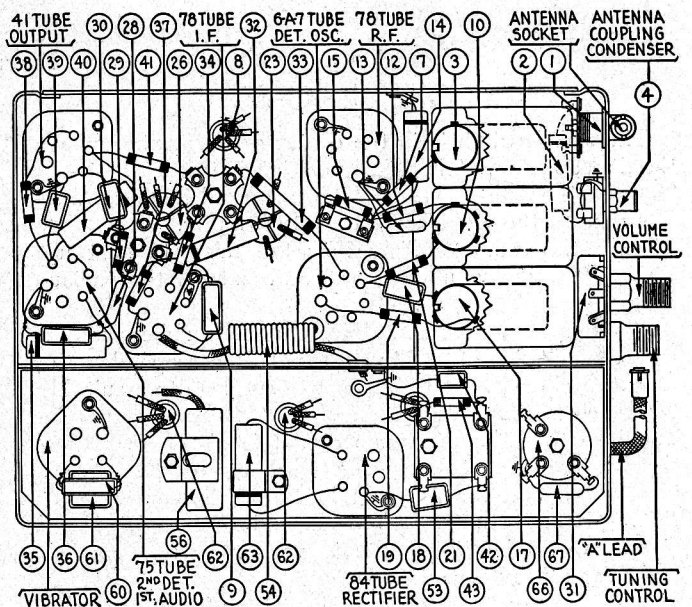 41 TUBE
OUTPUT
78 TUBE
I.F.
6-A-7 TUBE
DET. OSC.
78 TUBE
R.F.
ANTENNA
SOCKET
ANTENNA
COUPLING
CONDENSER
38 39 40 30 29 28 41 37 26 34 8 32 23 33 15 13 12 7 14 3 10 2 1 4
VOLUME
CONTROL
"A" LEAD
TUNING
CONTROL
35 36 61 60 56 62 9 54 63 62 19 18 53 21 43 42 17 66 67 31
VIBRATOR
75 TUBE
2ND DET.
1ST. AUDIO
84 TUBE
RECTIFIER